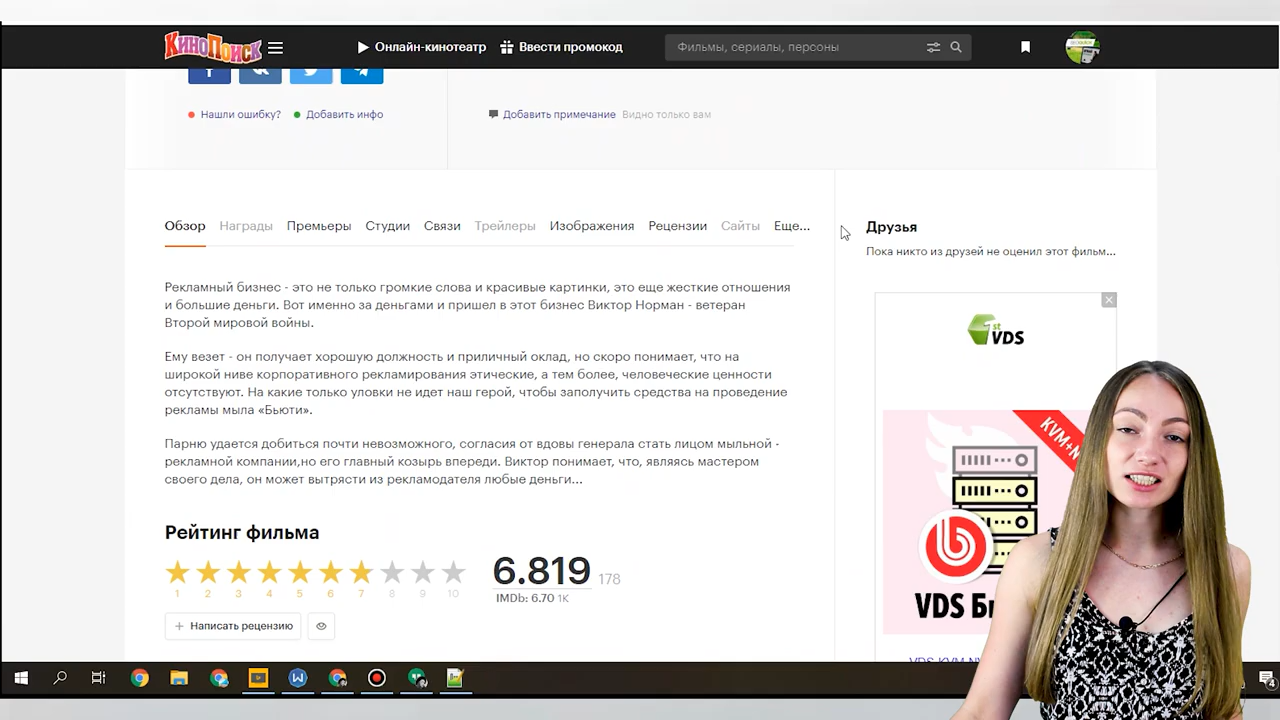 КиноПоиск
Онлайн-кинотеатр
Ввести промокод
Фильмы, сериалы, персоны
Нашли ошибку?
Добавить инфо
Добавить примечание Видно только вам
Обзор Награды Премьеры Студии Связи Трейлеры Изображения Рецензии Сайты Еще...
Рекламный бизнес - это не только громкие слова и красивые картинки, это еще жесткие отношения
и большие деньги. Вот именно за деньгами и пришел в этот бизнес Виктор Норман - ветеран
Второй мировой войны.
Ему везет - он получает хорошую должность и приличный оклад, но скоро понимает, что на
широкой ниве корпоративного рекламирования этические, а тем более, человеческие ценности
отсутствуют. На какие только уловки не идет наш герой, чтобы заполучить средства на проведение
рекламы мыла «Бьюти».
Парню удается добиться почти невозможного, согласия от вдовы генерала стать лицом мыльной -
рекламной компании,но его главный козырь впереди. Виктор понимает, что, являясь мастером
своего дела, он может вытрясти из рекламодателя любые деньги...
Рейтинг фильма
1 2 3 4 5 6 7 8 9 10
6.819 178
IMDb: 6.70 1K
+ Написать рецензию
Друзья
Пока никто из друзей не оценил этот фильм...
1st
VDS
KVM+N
VDS
4